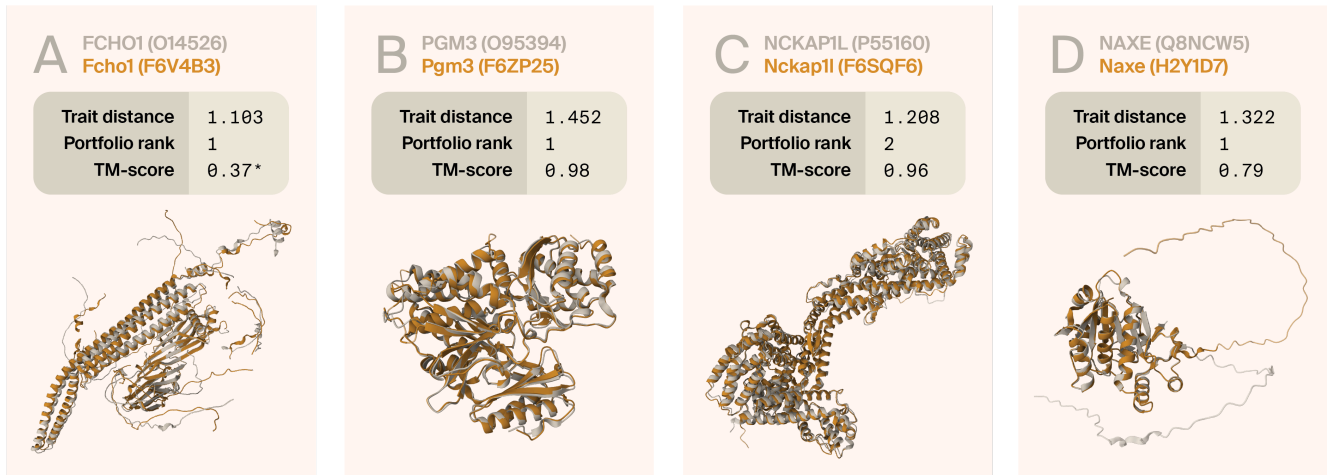 A
FCHO1 (O14526)
Fcho1 (F6V4B3)
Trait distance 1.103
Portfolio rank 1
TM-score 0.37*
B
PGM3 (O95394)
Pgm3 (F6ZP25)
Trait distance 1.452
Portfolio rank 1
TM-score 0.98
C
NCKAP1L (P55160)
Nckap1l (F6SQF6)
Trait distance 1.208
Portfolio rank 2
TM-score 0.96
D
NAXE (Q8NCW5)
Naxe (H2Y1D7)
Trait distance 1.322
Portfolio rank 1
TM-score 0.79